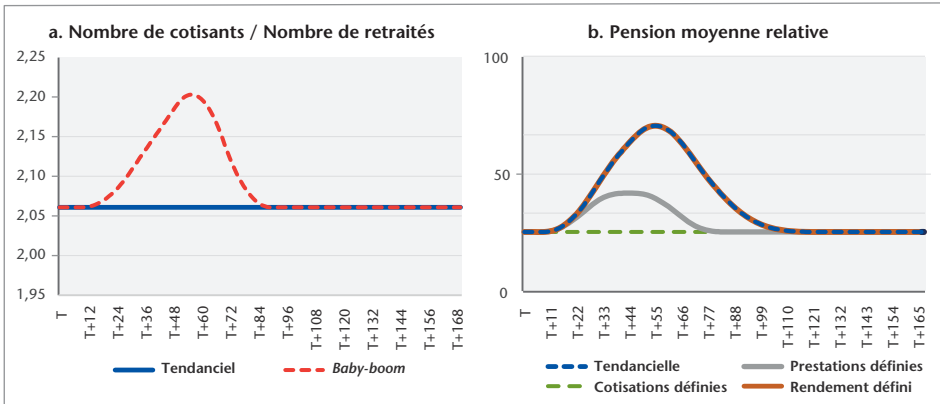 a. Nombre de cotisants / Nombre de retraités
2,25
2,20
2,15
2,10
2,05
2,00
1,95
T
T+12
T+24
T+36
T+48
T+60
T+72
T+84
T+96
T+108
T+120
T+132
T+144
T+156
T+168
Tendanciel
Baby-boom
b. Pension moyenne relative
100
50
0
T
T+11
T+22
T+33
T+44
T+55
T+66
T+77
T+88
T+99
T+110
T+121
T+132
T+143
T+154
T+165
Tendancielle
Prestations définies
Cotisations définies
Rendement défini